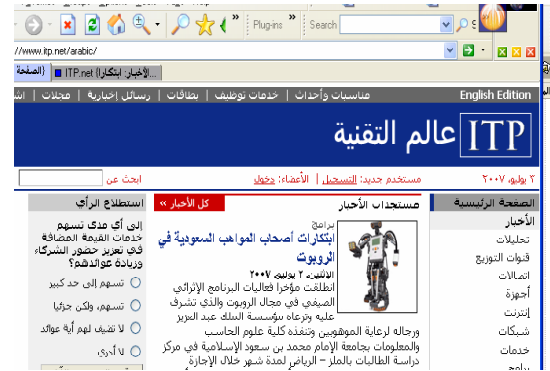 Plug-ins
Search
//www.itp.net/arabic/
الأخبار: ابتكارا} ITP.net
{الصفحة
English Edition
مناسبات وأحداث | خدمات توظيف | بطاقات | رسائل إخبارية | مجلات |
ITP عالم التقنية
٣ يوليو، ٢٠٠٧
مستخدم جديد: التسجيل | الأعضاء: دخول
ابحث عن
الصفحة الرئيسية
الأخبار
تحليلات
قنوات التوزيع
اتصالات
أجهزة
إنترنت
شبكات
خدمات
برامج
مستجدات الأخبار
كل الأخبار »
برامج
ابتكارات أصحاب المواهب السعودية في
الروبوت
الاثنين، ٢ يوليو، ٢٠٠٧
انطلقت مؤخرا فعاليات البرنامج الإثرائي
الصيفي في مجال الروبوت والذي تشرف
عليه وترعاه مؤسسة الملك عبد العزيز
ورجاله لرعاية الموهوبين وتنفذه كلية علوم الحاسب
والمعلومات بجامعة الإمام محمد بن سعود الإسلامية في مركز
دراسة الطالبات بالملز – الرياض لمدة شهر خلال الإجازة
استطلاع الرأي
إلى أي مدى تسهم
خدمات القيمة المضافة
في تعزيز حضور الشركاء
وزيادة عوائدهم؟
تسهم إلى حد كبير
تسهم، ولكن جزئيا
لا تضيف لهم أية عوائد
لا أدري